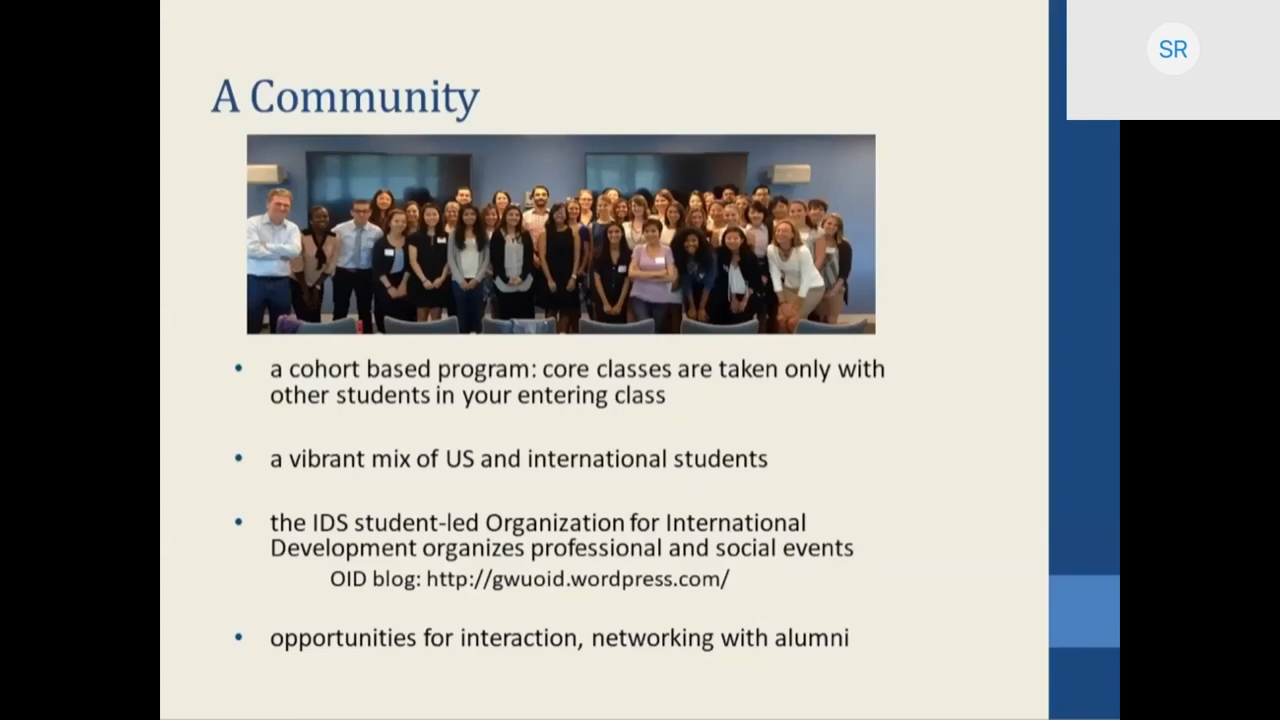 SR
A Community
• a cohort based program: core classes are taken only with
other students in your entering class
• a vibrant mix of US and international students
• the IDS student-led Organization for International
Development organizes professional and social events
OID blog: http://gwuoid.wordpress.com/
• opportunities for interaction, networking with alumni